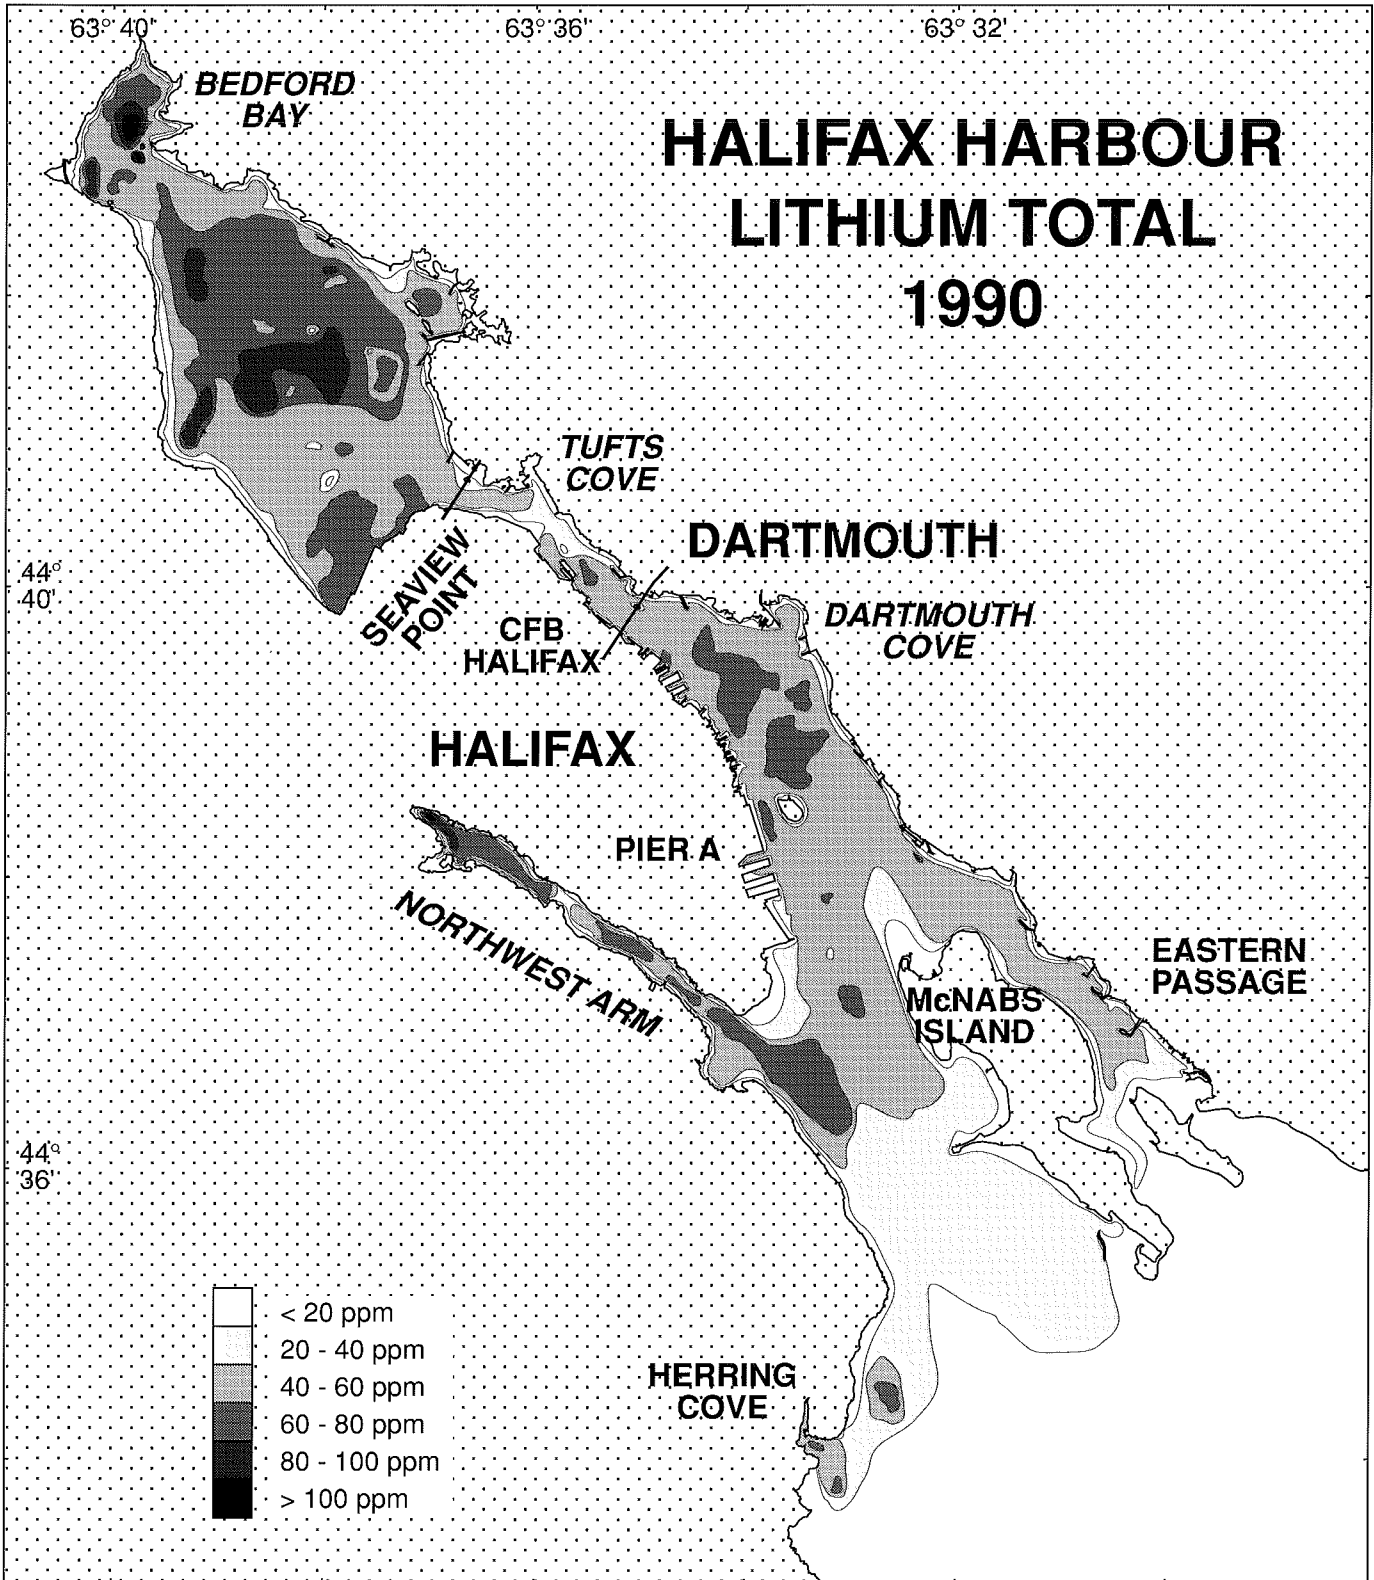 63° 40'
63° 36'
63° 32'
BEDFORD
BAY
HALIFAX HARBOUR
LITHIUM TOTAL
1990
TUFTS
COVE
DARTMOUTH
44°
40'
SEAVIEW
POINT
CFB
HALIFAX
DARTMOUTH
COVE
HALIFAX
PIER A
NORTHWEST ARM
EASTERN
PASSAGE
McNABS
ISLAND
44°
36'
< 20 ppm
20 - 40 ppm
40 - 60 ppm
60 - 80 ppm
80 - 100 ppm
> 100 ppm
HERRING
COVE